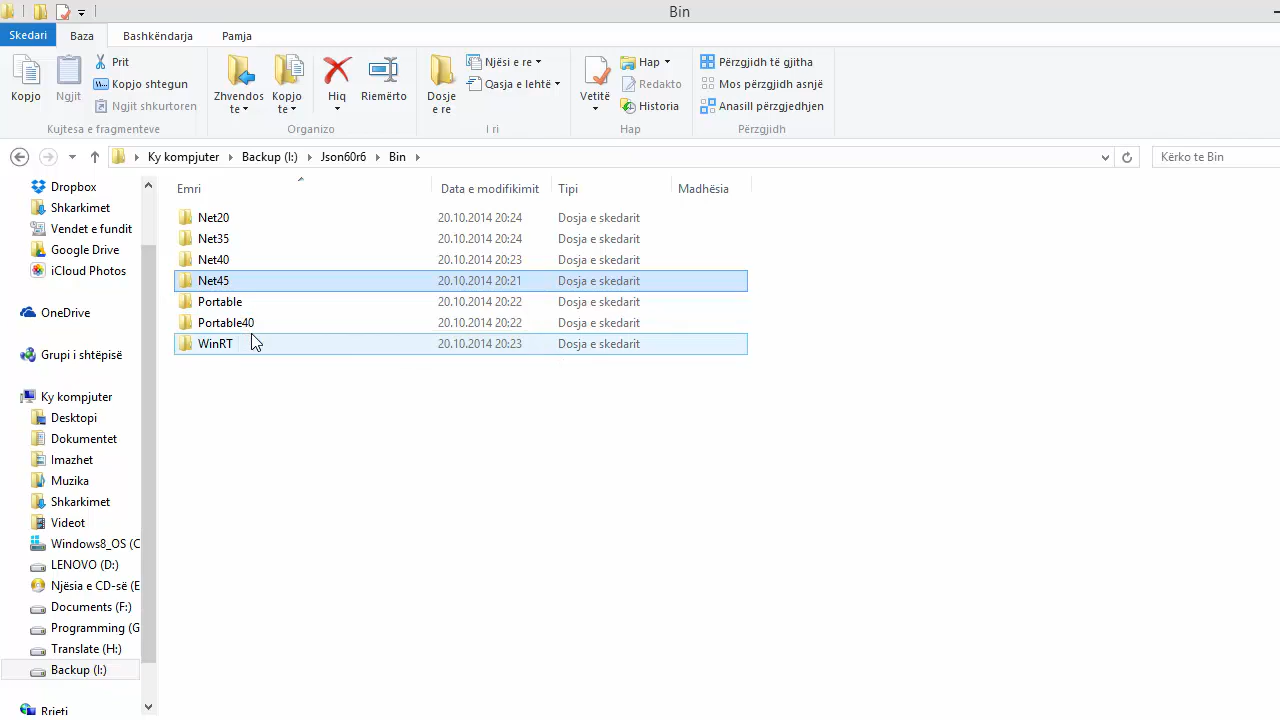 Bin
Skedari Baza Bashkëndarja Pamja
Kopjo
Ngjit
Prit
Kopjo shtegun
Ngjit shkurtoren
Kujtesa e fragmenteve
Zhvendos te
Kopjo te
Hiq
Riemërto
Organizo
Dosje e re
Njësi e re
Qasja e lehtë
I ri
Vetitë
Hap
Redakto
Historia
Hap
Përzgjidh të gjitha
Mos përzgjidh asnjë
Anasill përzgjedhjen
Përzgjidh
Ky kompjuter Backup (I:) Json60r6 Bin
Kërko te Bin
Dropbox
Shkarkimet
Vendet e fundit
Google Drive
iCloud Photos
OneDrive
Grupi i shtëpisë
Ky kompjuter
Desktopi
Dokumentet
Imazhet
Muzika
Shkarkimet
Videot
Windows8_OS (C
LENOVO (D:)
Njësia e CD-së (E
Documents (F:)
Programming (G
Translate (H:)
Backup (I:)
Rrjeti
Emri Data e modifikimit Tipi Madhësia
Net20 20.10.2014 20:24 Dosja e skedarit
Net35 20.10.2014 20:24 Dosja e skedarit
Net40 20.10.2014 20:23 Dosja e skedarit
Net45 20.10.2014 20:21 Dosja e skedarit
Portable 20.10.2014 20:22 Dosja e skedarit
Portable40 20.10.2014 20:22 Dosja e skedarit
WinRT 20.10.2014 20:23 Dosja e skedarit